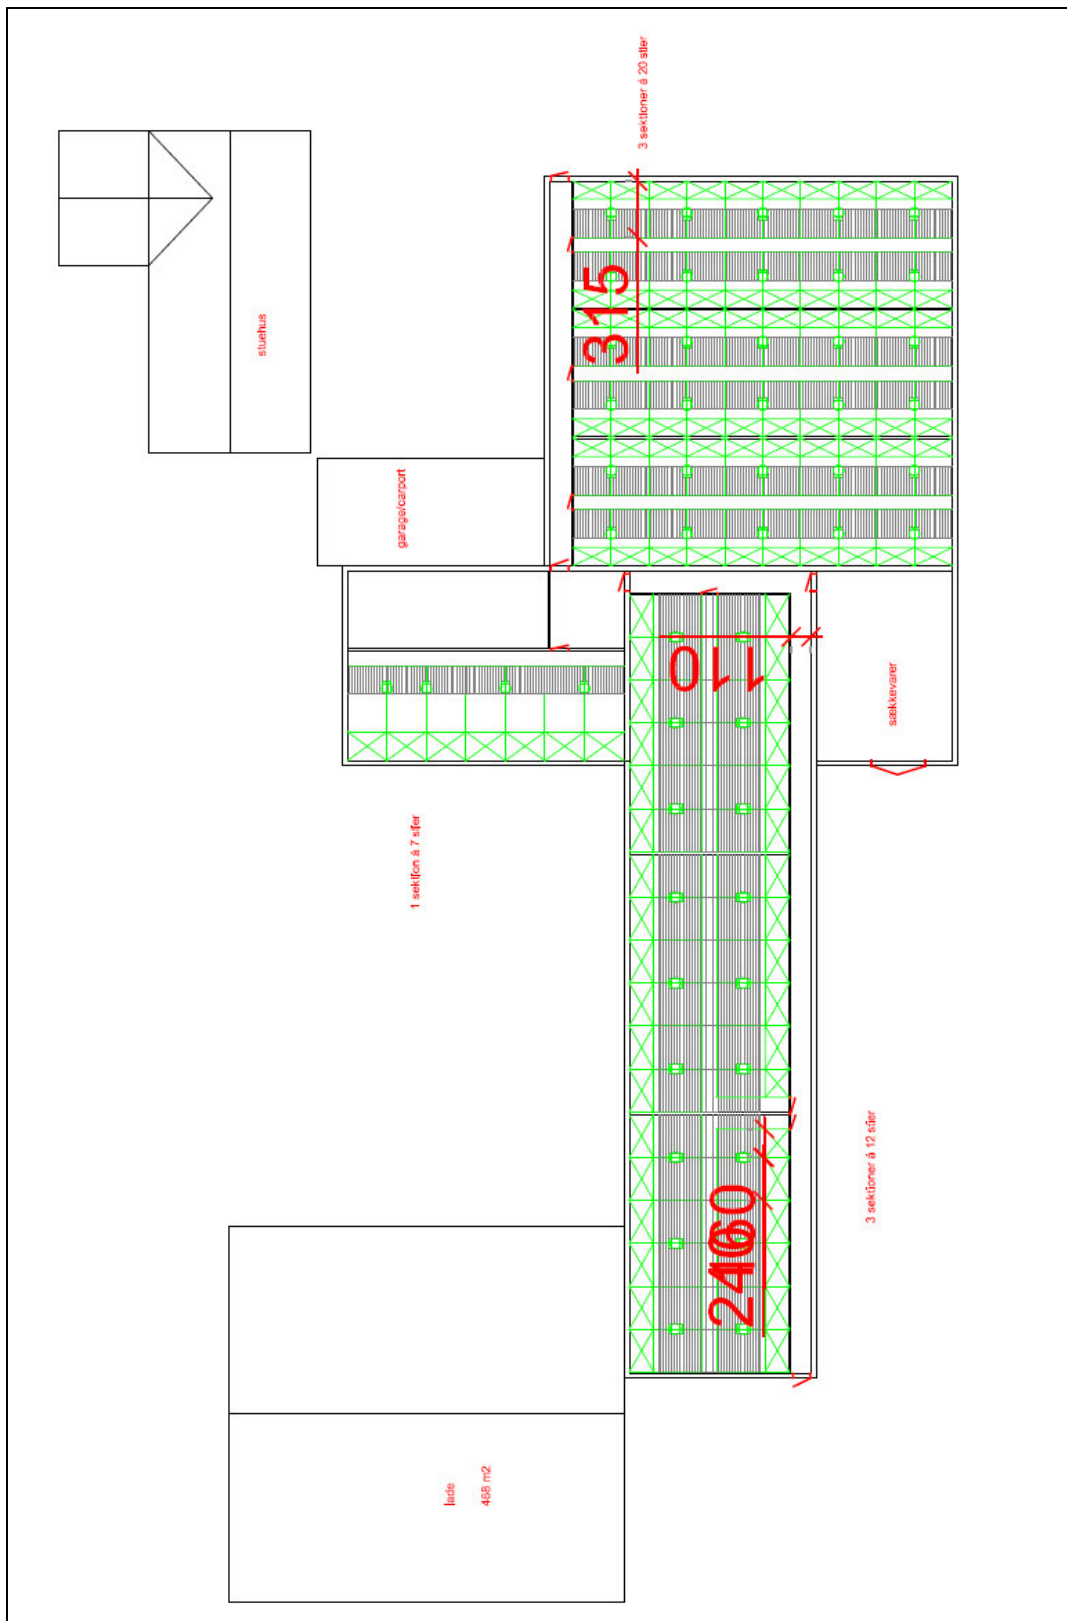 3 sektioner á 20 stier
stuehus
315
garage/carport
110
sækkevarer
1 sektion á 7 stier
3 sektioner á 12 stier
lade
468 m2